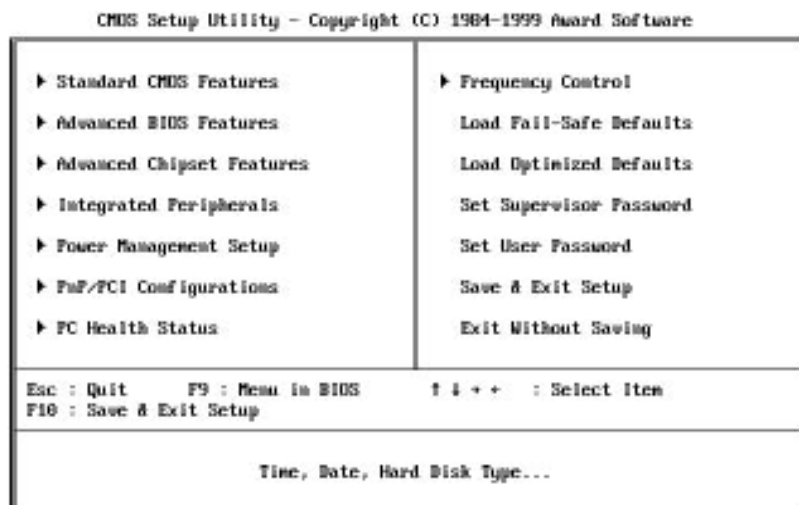 CMOS Setup Utility - Copyright (C) 1984-1999 Award Software
▶ Standard CMOS Features
▶ Advanced BIOS Features
▶ Advanced Chipset Features
▶ Integrated Peripherals
▶ Power Management Setup
▶ PnP/PCI Configurations
▶ PC Health Status
▶ Frequency Control
Load Fail-Safe Defaults
Load Optimized Defaults
Set Supervisor Password
Set User Password
Save & Exit Setup
Exit Without Saving
Esc : Quit F9 : Menu in BIOS ↑ ↓ → ← : Select Item
F10 : Save & Exit Setup
Time, Date, Hard Disk Type...